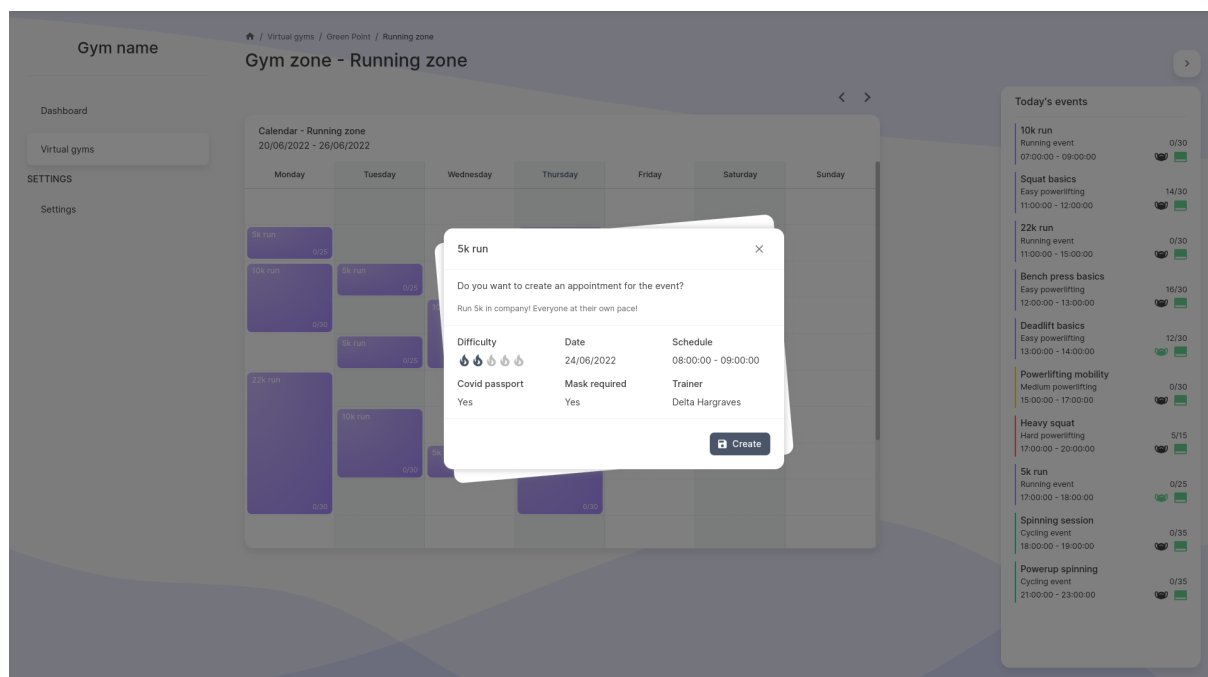 Gym name
Dashboard
Virtual gyms
SETTINGS
Settings
/ Virtual gyms / Green Point / Running zone
Gym zone - Running zone
Calendar - Running zone
20/06/2022 - 26/06/2022
Monday Tuesday Wednesday Thursday Friday Saturday Sunday
5k run
0/25
10k run
0/30
22k run
0/30
5k run
0/25
5k run
0/25
10k run
0/30
0/30
5k run
Do you want to create an appointment for the event?
Run 5k in company! Everyone at their own pace!
Difficulty Date Schedule
24/06/2022 08:00:00 - 09:00:00
Covid passport Mask required Trainer
Yes Yes Delta Hargraves
Create
Today's events
10k run
Running event 0/30
07:00:00 - 09:00:00
Squat basics
Easy powerlifting 14/30
11:00:00 - 12:00:00
22k run
Running event 0/30
11:00:00 - 15:00:00
Bench press basics
Easy powerlifting 16/30
12:00:00 - 13:00:00
Deadlift basics
Easy powerlifting 12/30
13:00:00 - 14:00:00
Powerlifting mobility
Medium powerlifting 0/30
15:00:00 - 17:00:00
Heavy squat
Hard powerlifting 5/15
17:00:00 - 20:00:00
5k run
Running event 0/25
17:00:00 - 18:00:00
Spinning session
Cycling event 0/35
18:00:00 - 19:00:00
Powerup spinning
Cycling event 0/35
21:00:00 - 23:00:00